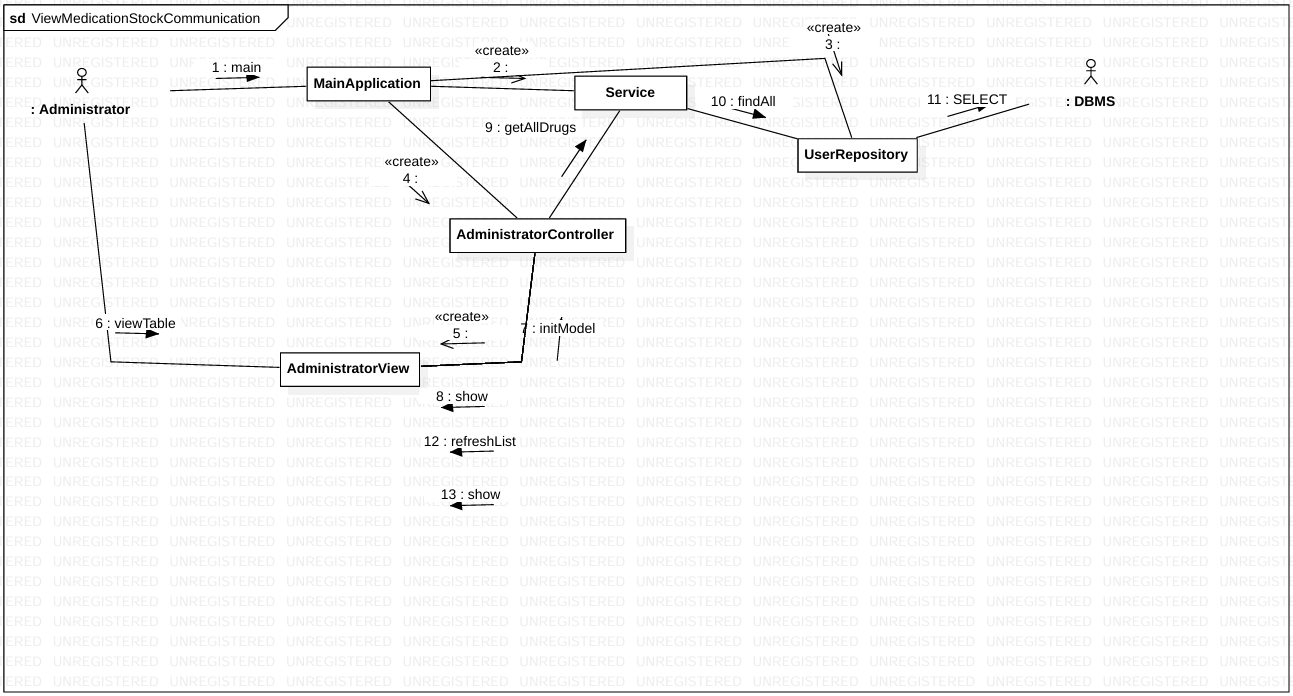 sd ViewMedicationStockCommunication
«create»
3 :
«create»
2 :
1 : main
MainApplication
Service
: Administrator
10 : findAll
11 : SELECT
: DBMS
9 : getAllDrugs
UserRepository
«create»
4 :
AdministratorController
6 : viewTable
«create»
5 :
7 : initModel
AdministratorView
8 : show
12 : refreshList
13 : show
UNREGISTERED